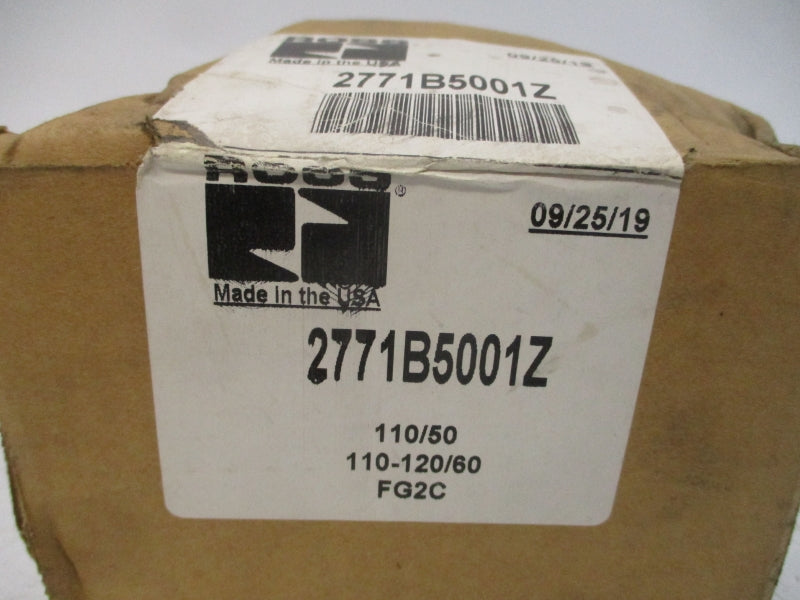 ROSS
09/25/19
Made in the USA
2771B5001Z
ROSS®
09/25/19
Made in the USA
2771B5001Z
110/50
110-120/60
FG2C